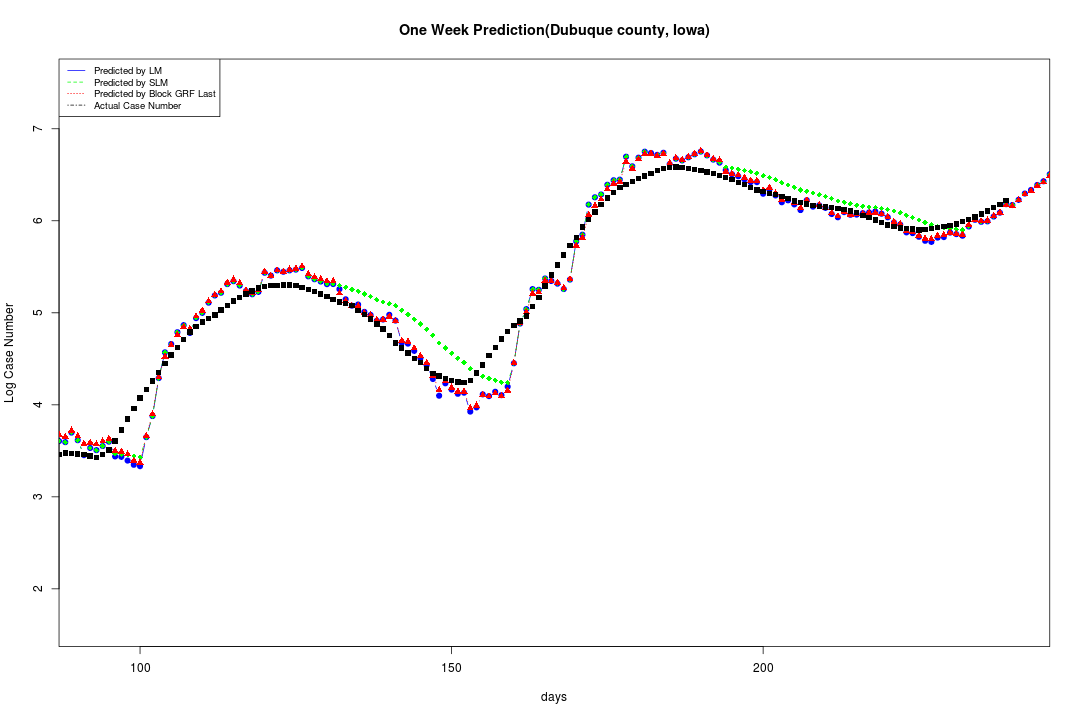 One Week Prediction(Dubuque county, Iowa)
Predicted by LM
Predicted by SLM
Predicted by Block GRF Last
Actual Case Number
7
6
5
4
3
2
Log Case Number
100 150 200
days